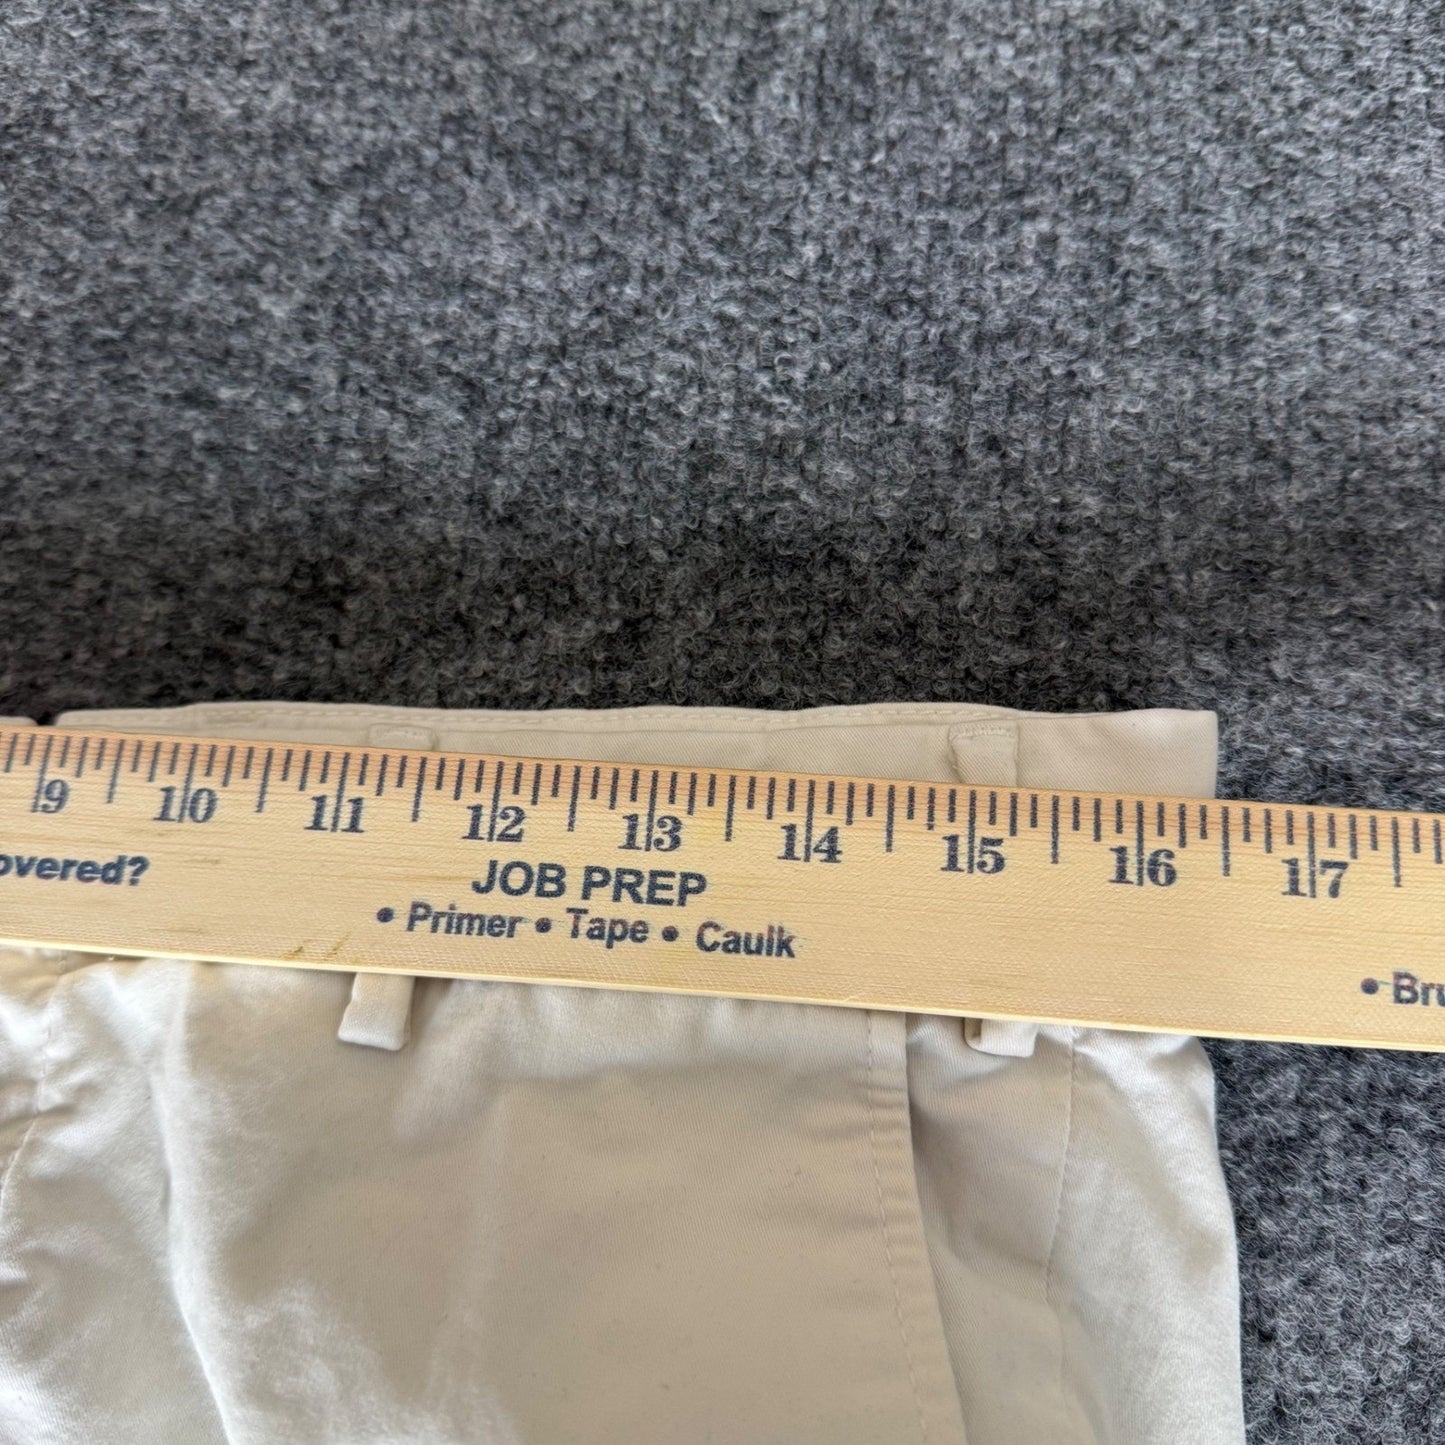 9 10 11 12 13 14 15 16 17
overed?
JOB PREP
• Primer • Tape • Caulk
• Bru